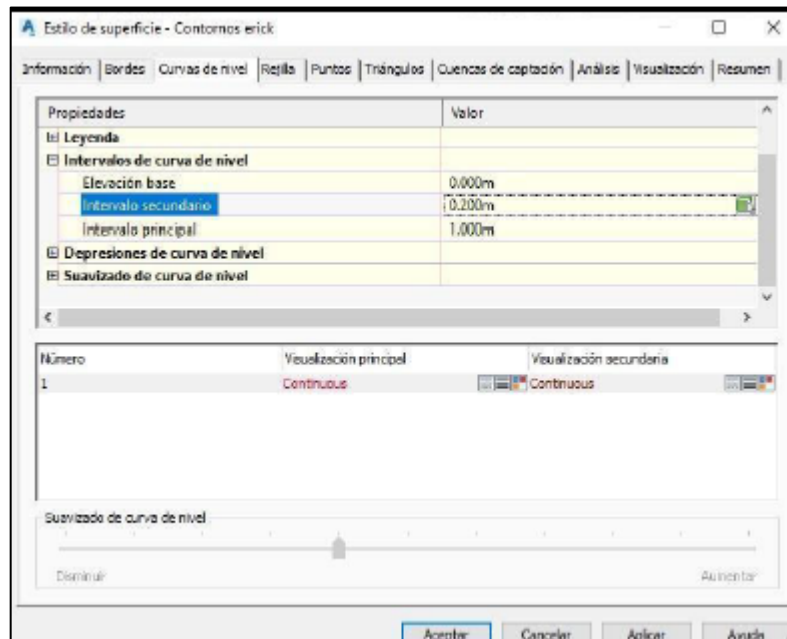 Estilo de superficie - Contornos erick
Información Bordes Curvas de nivel Rejilla Puntos Triángulos Cuencas de captación Análisis Visualización Resumen
Propiedades Valor
Leyenda
Intervalos de curva de nivel
Elevación base 0.000m
Intervalo secundario 0.200m
Intervalo principal 1.000m
Depresiones de curva de nivel
Suavizado de curva de nivel
Número Visualización principal Visualización secundaria
1 Continuous Continuous
Suavizado de curva de nivel
Disminuir Aumentar
Aceptar Cancelar Aplicar Ayuda